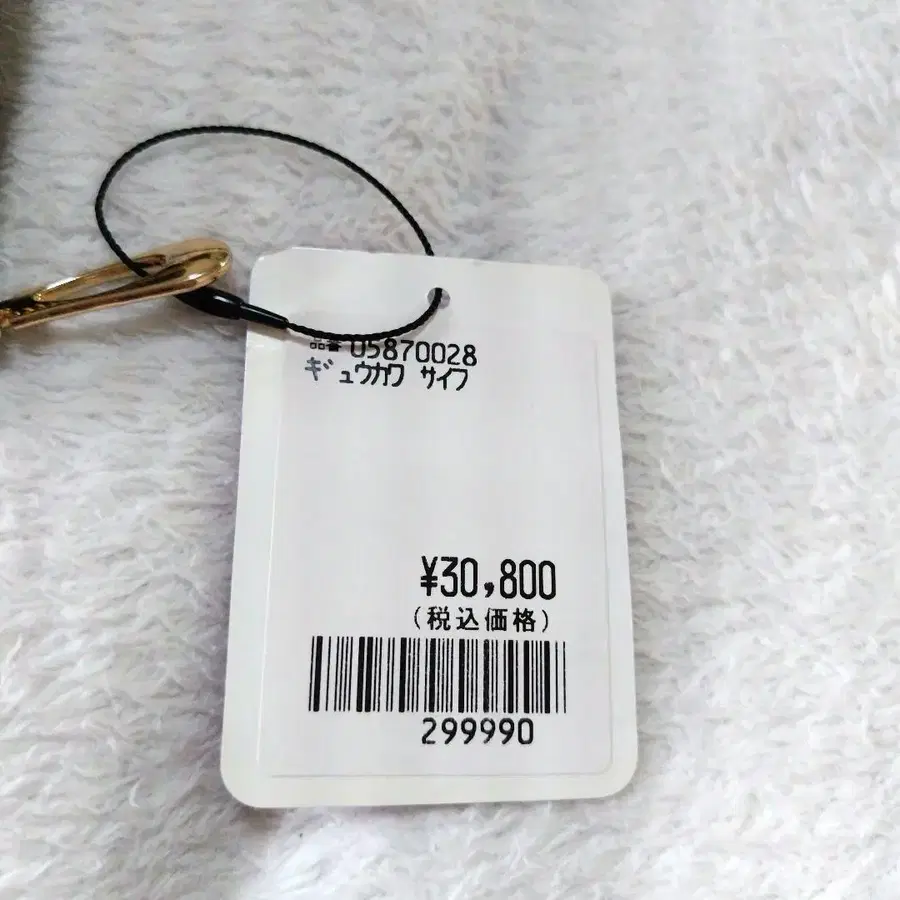 品番 05870028
ギュウカワ サイフ
¥30,800
(税込価格)
299990